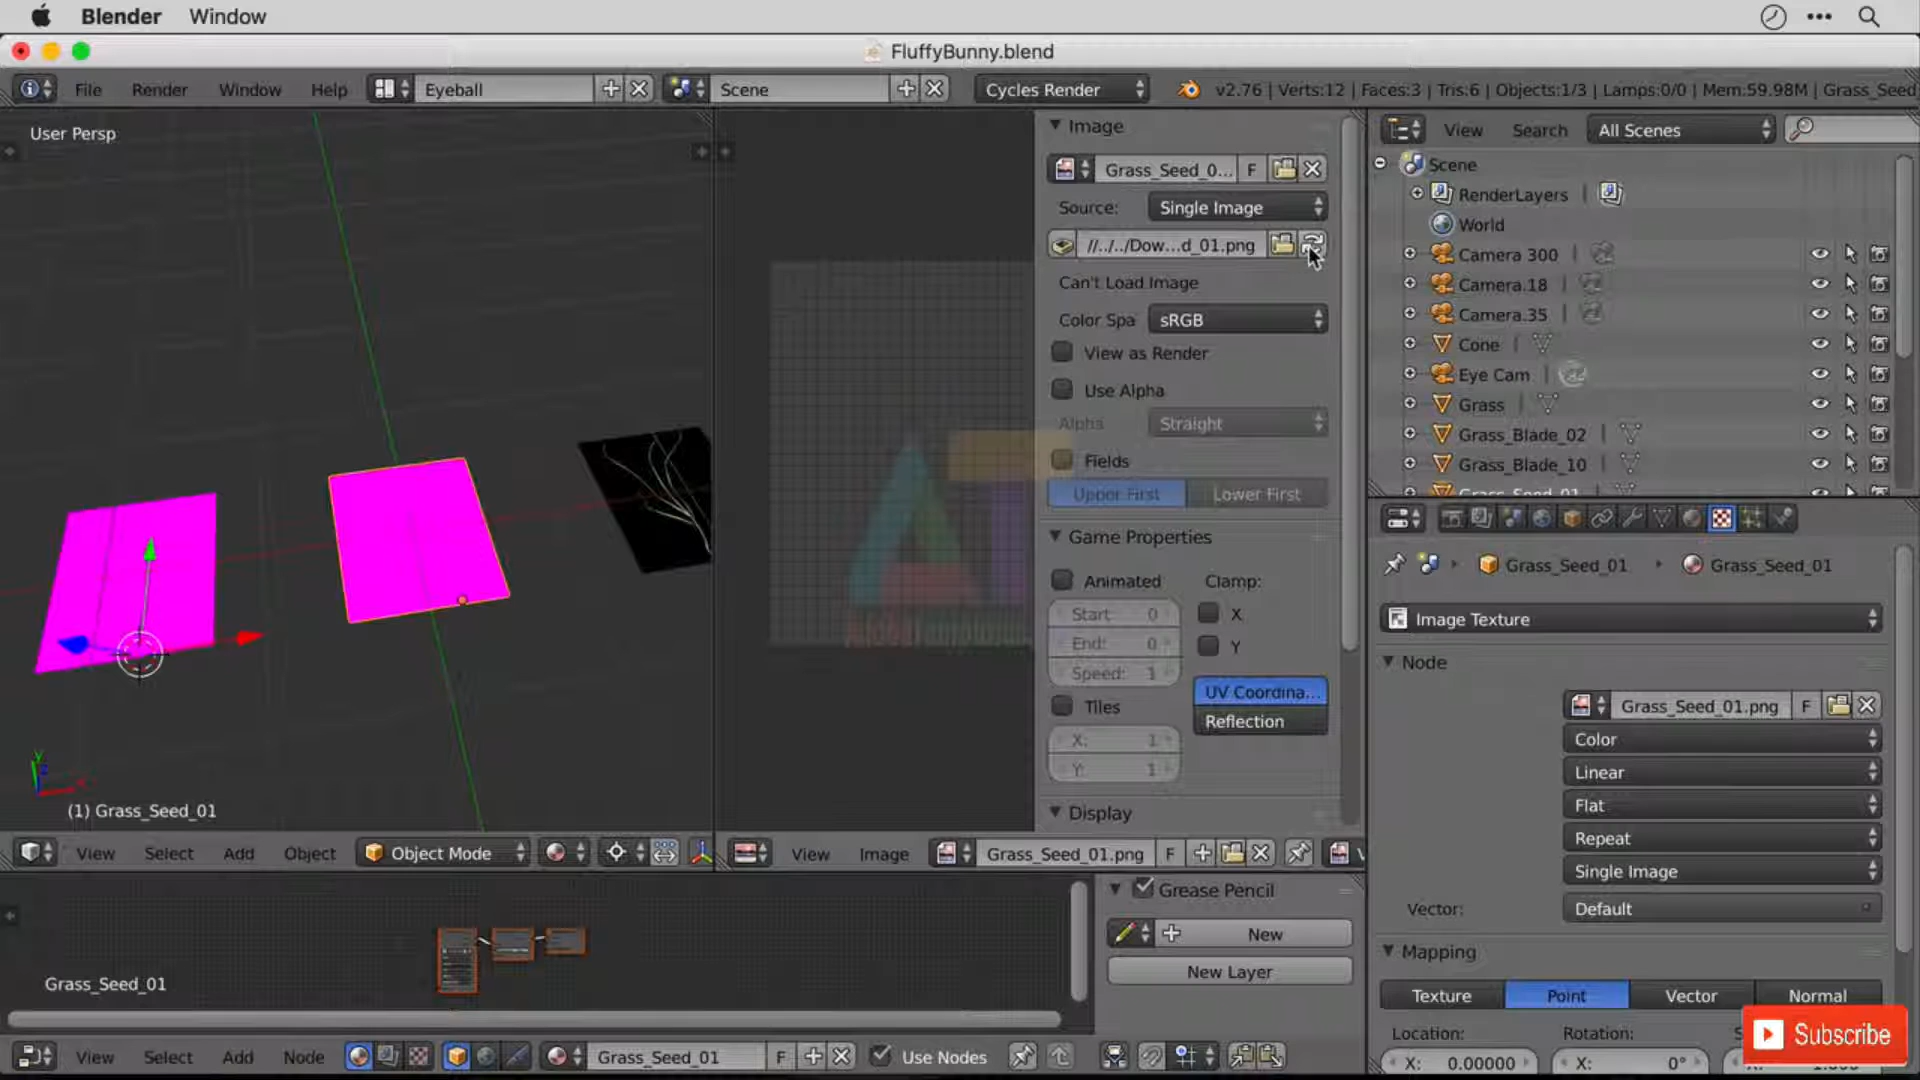 Blender Window
FluffyBunny.blend
File Render Window Help Eyeball Scene Cycles Render v2.76 | Verts:12 | Faces:3 | Tris:6 | Objects:1/3 | Lamps:0/0 | Mem:59.98M | Grass_Seed
User Persp
(1) Grass_Seed_01
View Select Add Object Object Mode
Image
Grass_Seed_0... F
Source: Single Image
//../../Dow...d_01.png
Can't Load Image
Color Spa sRGB
View as Render
Use Alpha
Alpha Straight
Fields
Upper First Lower First
Game Properties
Animated Clamp:
Start: 0 X
End: 0 Y
Speed: 1
Tiles UV Coordina...
Reflection
X: 1
Y: 1
Display
View Image Grass_Seed_01.png F
View Search All Scenes
Scene
RenderLayers |
World
Camera 300 |
Camera.18 |
Camera.35 |
Cone |
Eye Cam |
Grass |
Grass_Blade_02 |
Grass_Blade_10 |
Grass_Seed_01
Grass_Seed_01 Grass_Seed_01
Image Texture
Node
Grass_Seed_01.png F
Color
Linear
Flat
Repeat
Single Image
Vector: Default
Mapping
Texture Point Vector Normal
Location: Rotation:
X: 0.00000 X: 0°
Subscribe
Grease Pencil
New
New Layer
Grass_Seed_01
View Select Add Node Grass_Seed_01 F Use Nodes